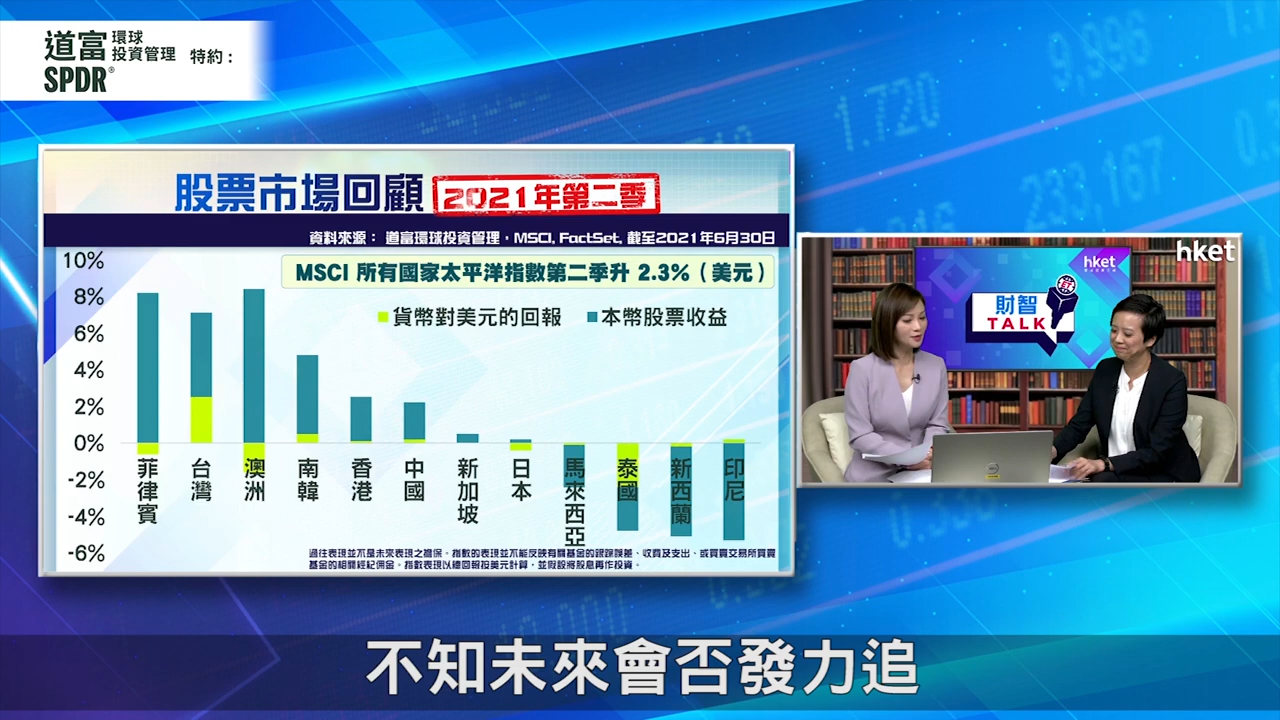 道富 環球
投資管理
SPDR® 特約：
股票市場回顧 2021年第二季
資料來源： 道富環球投資管理，MSCI, FactSet, 截至2021年6月30日
MSCI 所有國家太平洋指數第二季升 2.3%（美元）
貨幣對美元的回報 本幣股票收益
10%
8%
6%
4%
2%
0%
-2%
-4%
-6%
菲律賓
台灣
澳洲
南韓
香港
中國
新加坡
日本
馬來西亞
泰國
新西蘭
印尼
過往表現並不是未來表現之擔保。指數的表現並不能反映有關基金的跟蹤誤差、收費及支出、或買賣交易所買賣
基金的相關經紀佣金。指數表現以總回報按美元計算，並假設將股息再作投資。
hket
hket
財智
TALK
不知未來會否發力追